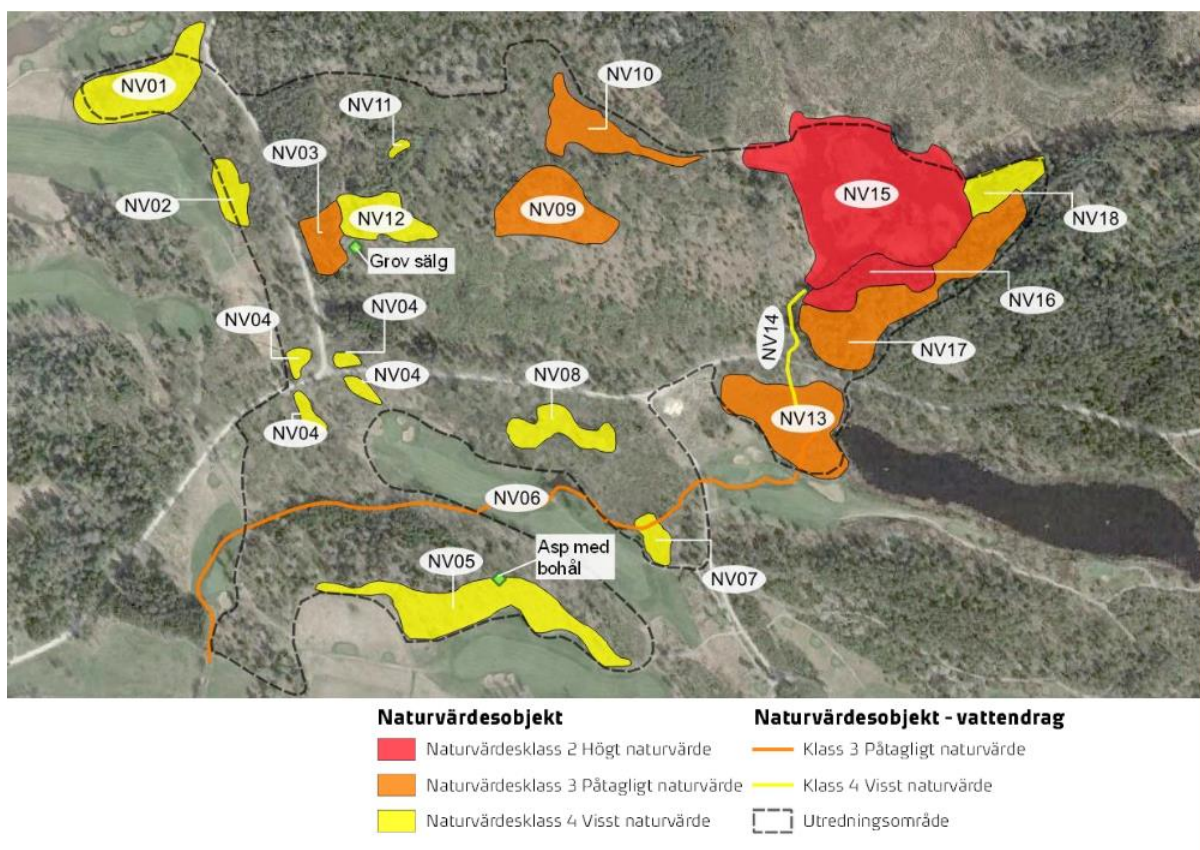 NV10
NV01
NV11
NV03
NV15
NV02
NV12
NV09
NV18
Grov sälg
NV16
NV04
NV04
NV14
NV17
NV04
NV08
NV13
NV04
NV06
Asp med
bohål
NV05
NV07
Naturvärdesobjekt
Naturvärdesklass 2 Högt naturvärde
Naturvärdesklass 3 Påtagligt naturvärde
Naturvärdesklass 4 Visst naturvärde
Naturvärdesobjekt - vattendrag
Klass 3 Påtagligt naturvärde
Klass 4 Visst naturvärde
Utredningsområde